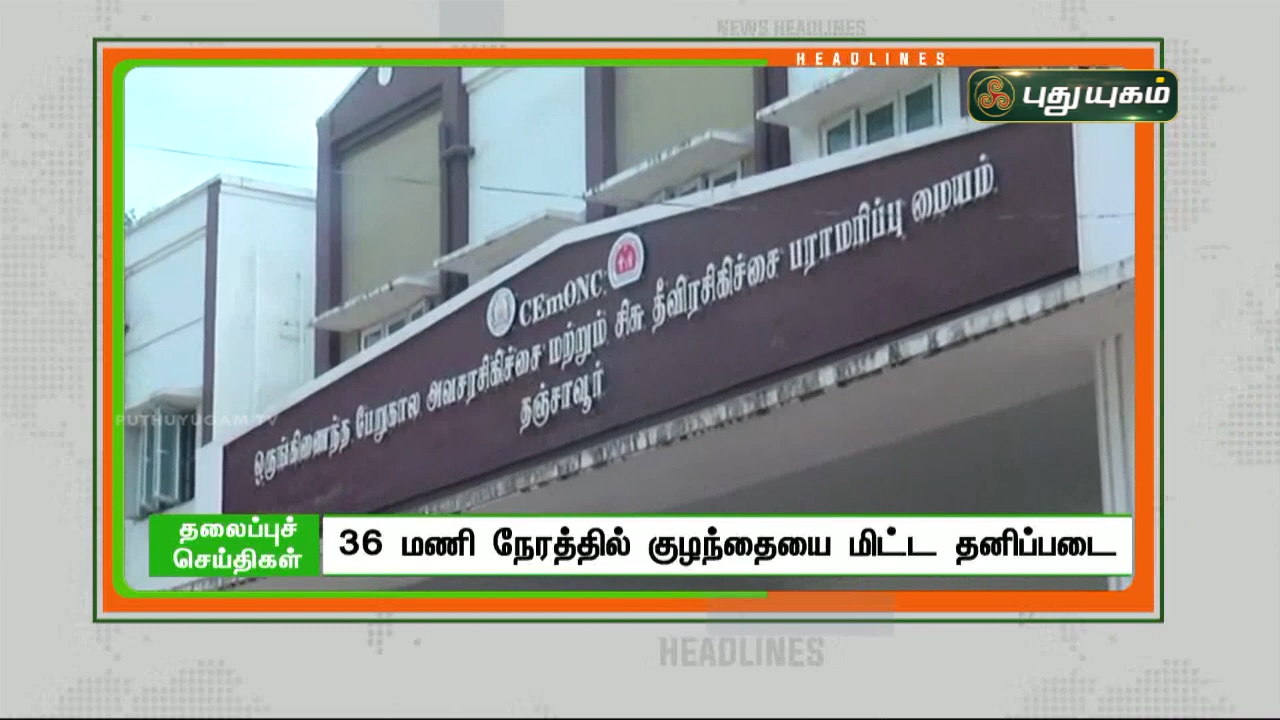 NEWS HEADLINES
HEADLINES
புதுயுகம்
CEmONC
ஒருங்கிணைந்த பேறுகால அவசரசிகிச்சை மற்றும் சிசு தீவிரசிகிச்சை பராமரிப்பு மையம்
தஞ்சாவூர்
PUTHUYUGAM TV
தலைப்புச்
செய்திகள்
36 மணி நேரத்தில் குழந்தையை மிட்ட தனிப்படை
HEADLINES